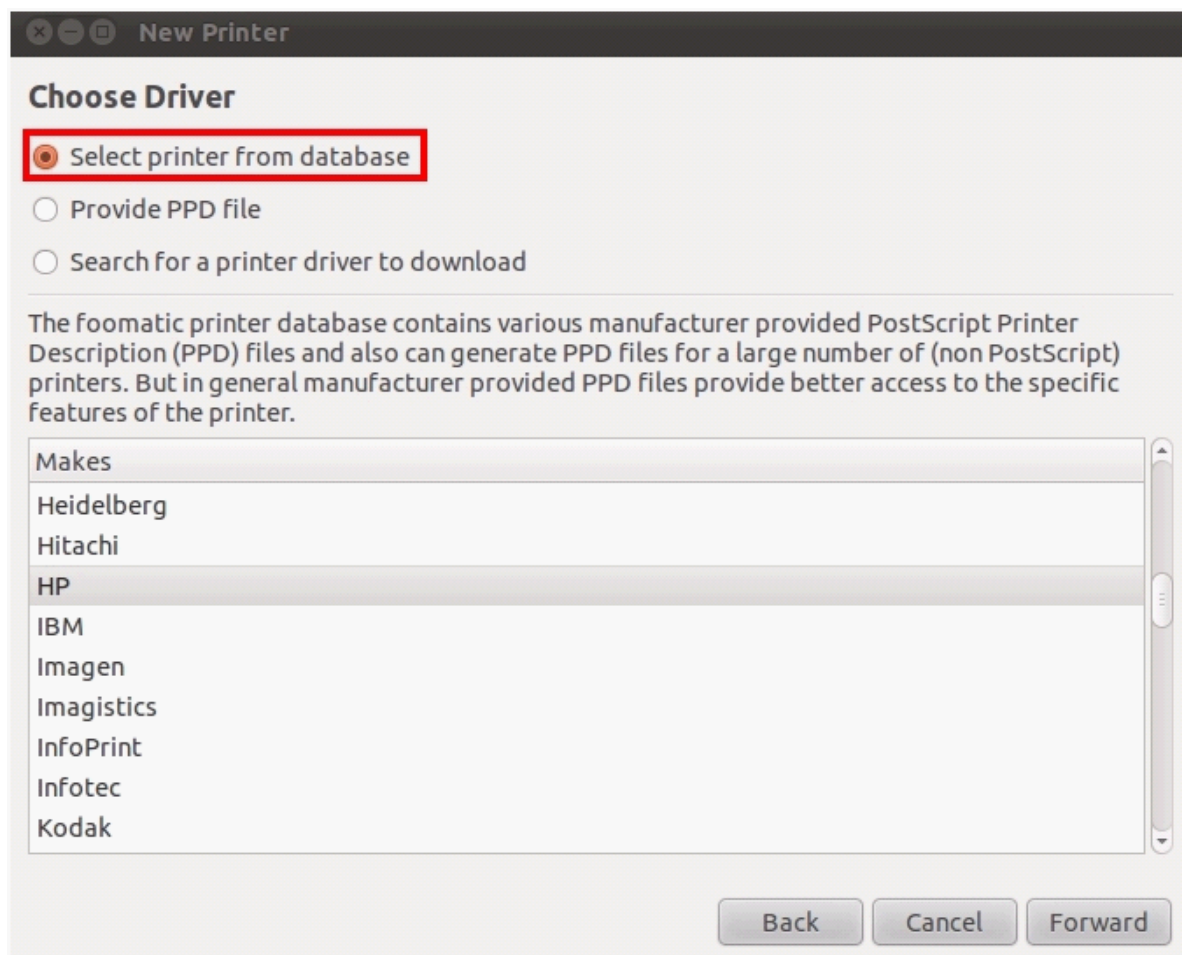 New Printer
Choose Driver
Select printer from database
Provide PPD file
Search for a printer driver to download
The foomatic printer database contains various manufacturer provided PostScript Printer
Description (PPD) files and also can generate PPD files for a large number of (non PostScript)
printers. But in general manufacturer provided PPD files provide better access to the specific
features of the printer.
Makes
Heidelberg
Hitachi
HP
IBM
Imagen
Imagistics
InfoPrint
Infotec
Kodak
Back Cancel Forward